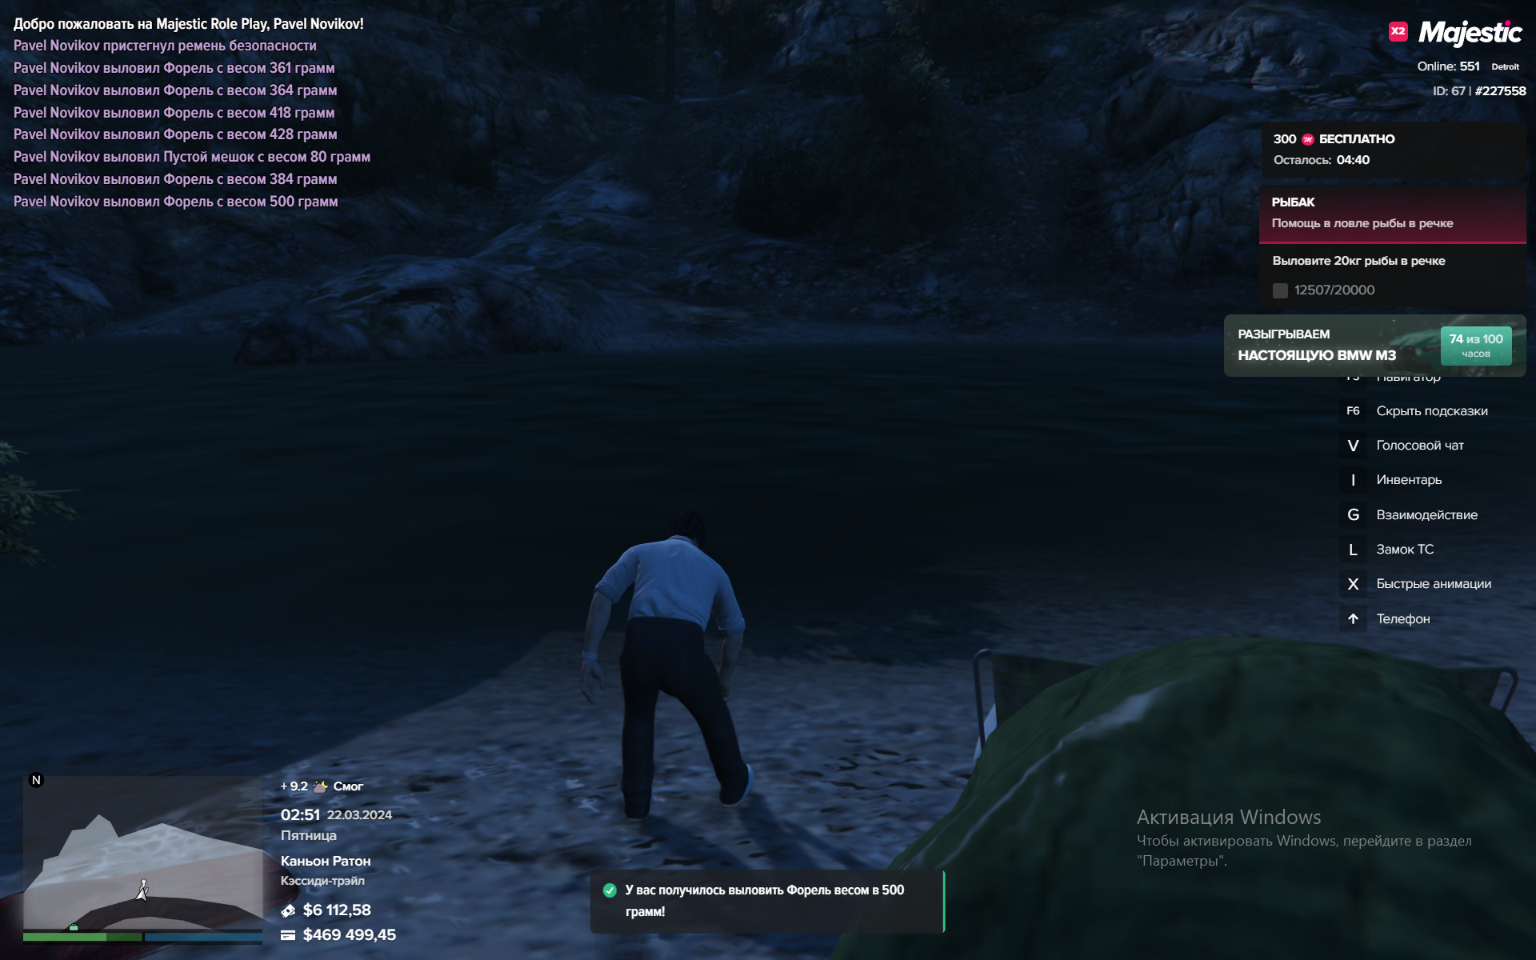 Добро пожаловать на Majestic Role Play, Pavel Novikov!
Pavel Novikov пристегнул ремень безопасности
Pavel Novikov выловил Форель с весом 361 грамм
Pavel Novikov выловил Форель с весом 364 грамм
Pavel Novikov выловил Форель с весом 418 грамм
Pavel Novikov выловил Форель с весом 428 грамм
Pavel Novikov выловил Пустой мешок с весом 80 грамм
Pavel Novikov выловил Форель с весом 384 грамм
Pavel Novikov выловил Форель с весом 500 грамм
X2 Majestic
Online: 551 Detroit
ID: 67 | #227558
300 БЕСПЛАТНО
Осталось: 04:40
РЫБАК
Помощь в ловле рыбы в речке
Выловите 20кг рыбы в речке
12507/20000
РАЗЫГРЫВАЕМ
НАСТОЯЩУЮ BMW M3
74 из 100
часов
Навигатор
F6 Скрыть подсказки
V Голосовой чат
I Инвентарь
G Взаимодействие
L Замок ТС
X Быстрые анимации
Телефон
N
+ 9.2 Смог
02:51 22.03.2024
Пятница
Каньон Ратон
Кэссиди-трэйл
$6 112,58
$469 499,45
У вас получилось выловить Форель весом в 500
грамм!
Активация Windows
Чтобы активировать Windows, перейдите в раздел
"Параметры".